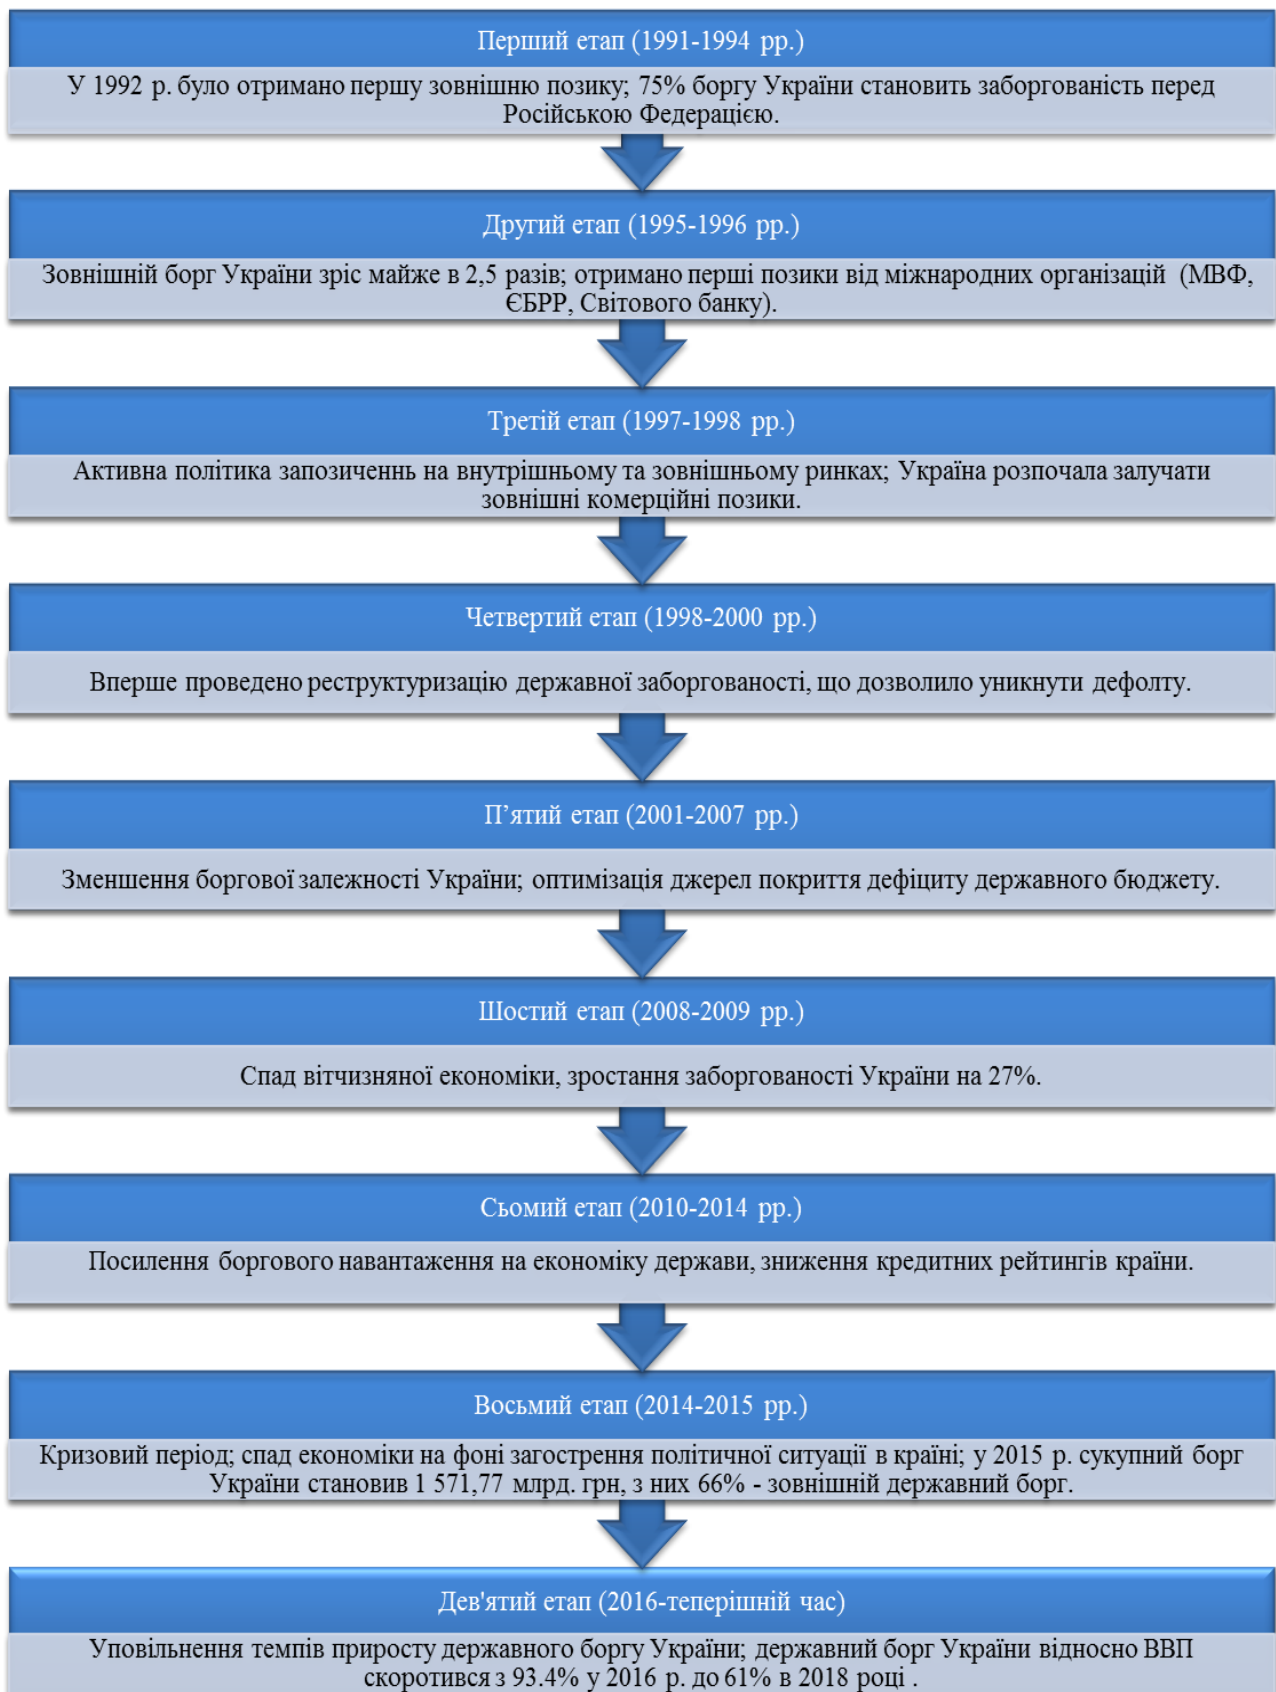 Перший етап (1991-1994 рр.)
У 1992 р. було отримано першу зовнішню позику; 75% боргу України становить заборгованість перед
Російською Федерацією.
Другий етап (1995-1996 рр.)
Зовнішній борг України зріс майже в 2,5 разів; отримано перші позики від міжнародних організацій (МВФ,
ЄБРР, Світового банку).
Третій етап (1997-1998 рр.)
Активна політика запозиченнь на внутрішньому та зовнішньому ринках; Україна розпочала залучати
зовнішні комерційні позики.
Четвертий етап (1998-2000 рр.)
Вперше проведено реструктуризацію державної заборгованості, що дозволило уникнути дефолту.
П’ятий етап (2001-2007 рр.)
Зменшення боргової залежності України; оптимізація джерел покриття дефіциту державного бюджету.
Шостий етап (2008-2009 рр.)
Спад вітчизняної економіки, зростання заборгованості України на 27%.
Сьомий етап (2010-2014 рр.)
Посилення боргового навантаження на економіку держави, зниження кредитних рейтингів країни.
Восьмий етап (2014-2015 рр.)
Кризовий період; спад економіки на фоні загострення політичної ситуації в країні; у 2015 р. сукупний борг
України становив 1 571,77 млрд. грн, з них 66% - зовнішній державний борг.
Дев'ятий етап (2016-теперішній час)
Уповільнення темпів приросту державного боргу України; державний борг України відносно ВВП
скоротився з 93.4% у 2016 р. до 61% в 2018 році .